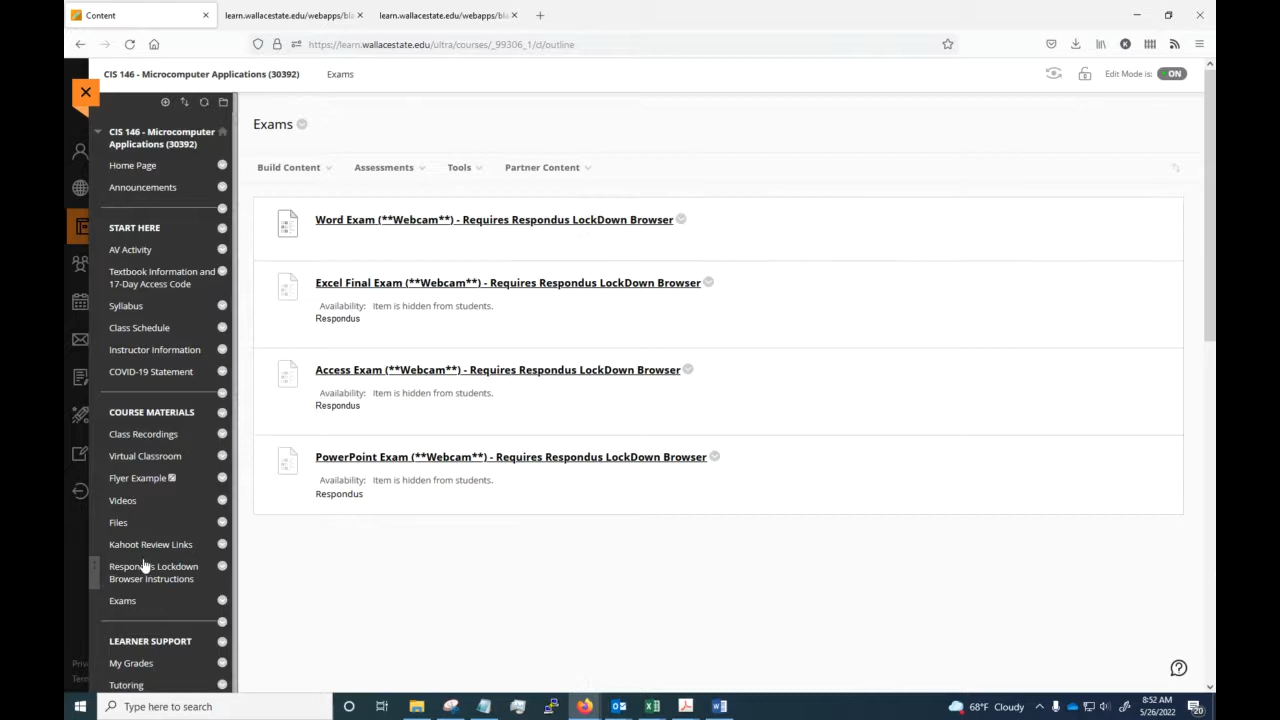 Content
learn.wallacestate.edu/webapps/bla
learn.wallacestate.edu/webapps/bla
https://learn.wallacestate.edu/ultra/courses/_99306_1/cl/outline
CIS 146 - Microcomputer Applications (30392)
Exams
Edit Mode is:
ON
CIS 146 - Microcomputer
Applications (30392)
Home Page
Announcements
START HERE
AV Activity
Textbook Information and
17-Day Access Code
Syllabus
Class Schedule
Instructor Information
COVID-19 Statement
COURSE MATERIALS
Class Recordings
Virtual Classroom
Flyer Example
Videos
Files
Kahoot Review Links
Respondus Lockdown
Browser Instructions
Exams
LEARNER SUPPORT
My Grades
Tutoring
Priv
Term
Exams
Build Content
Assessments
Tools
Partner Content
Word Exam (**Webcam**) - Requires Respondus LockDown Browser
Excel Final Exam (**Webcam**) - Requires Respondus LockDown Browser
Availability: Item is hidden from students.
Respondus
Access Exam (**Webcam**) - Requires Respondus LockDown Browser
Availability: Item is hidden from students.
Respondus
PowerPoint Exam (**Webcam**) - Requires Respondus LockDown Browser
Availability: Item is hidden from students.
Respondus
Type here to search
68°F Cloudy
8:52 AM
5/26/2022
20